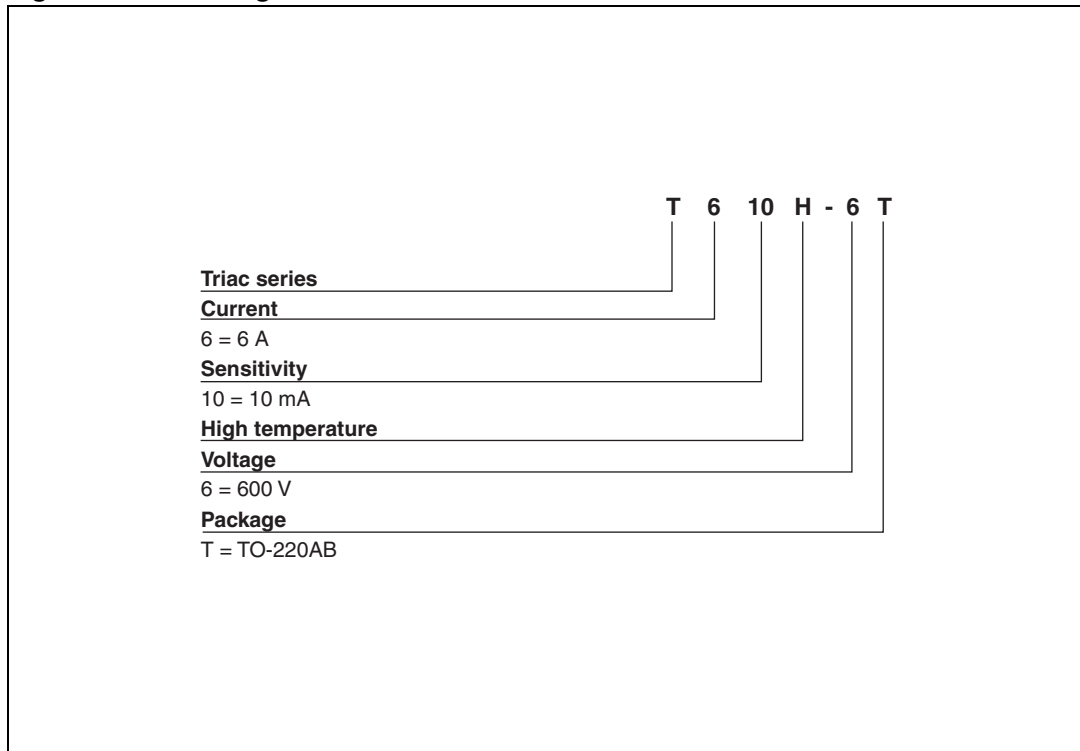 T 6 10 H - 6 T
Triac series
Current
6 = 6 A
Sensitivity
10 = 10 mA
High temperature
Voltage
6 = 600 V
Package
T = TO-220AB